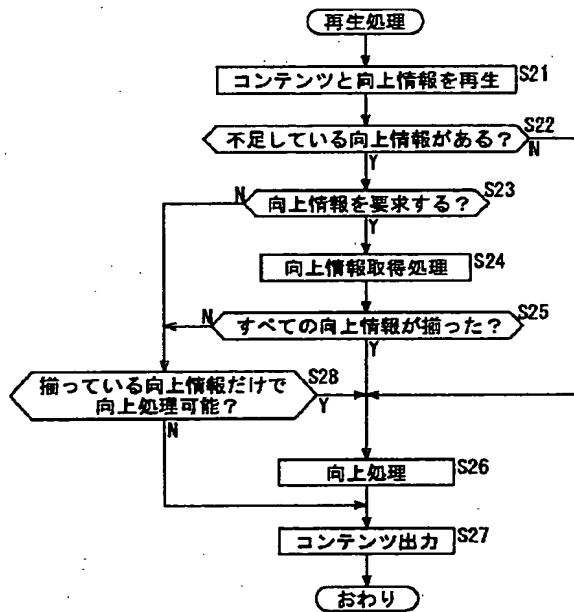 再生処理
コンテンツと向上情報を再生 S21
不足している向上情報がある？ S22
N
Y
向上情報を要求する？ S23
N
Y
向上情報取得処理 S24
すべての向上情報が揃った？ S25
N
Y
揃っている向上情報だけで
向上処理可能？ S28
Y
N
向上処理 S26
コンテンツ出力 S27
おわり